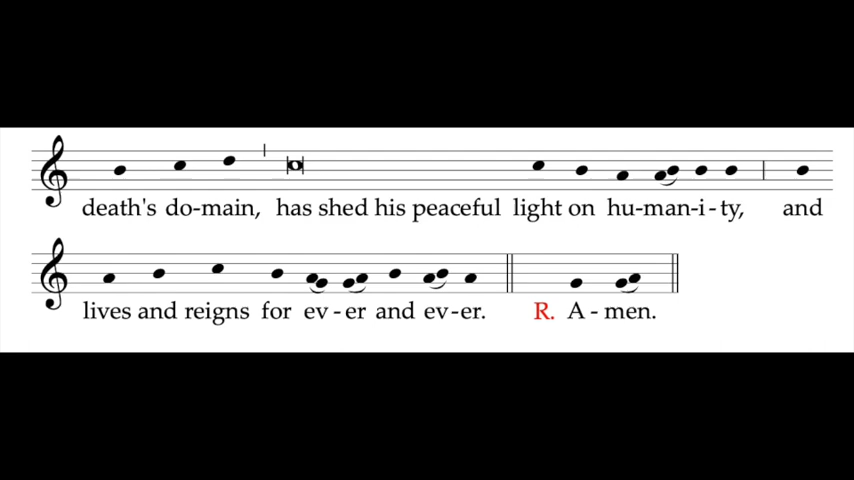 death's do-main, has shed his peaceful light on hu-man-i-ty, and
lives and reigns for ev-er and ev-er. R. A-men.